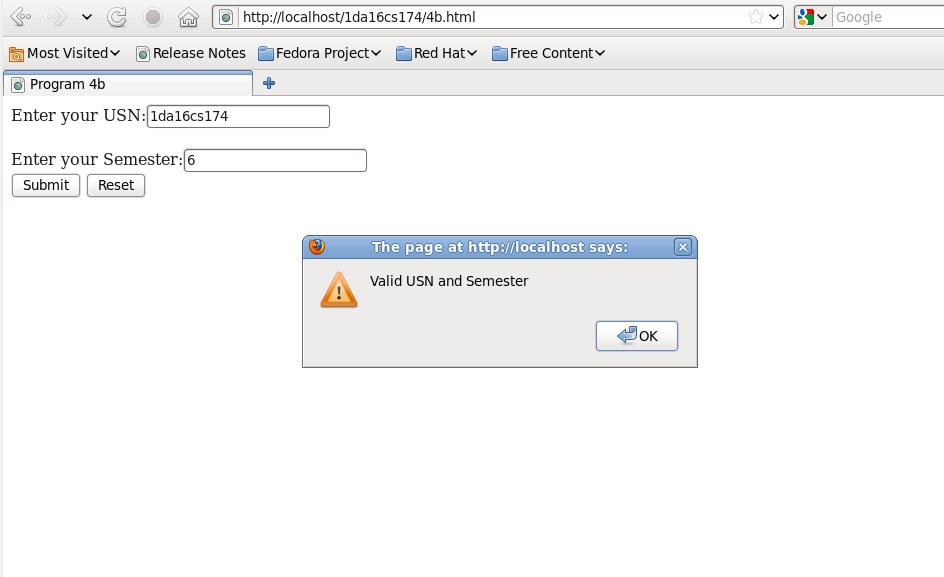 http://localhost/1da16cs174/4b.html
Google
Most Visited Release Notes Fedora Project Red Hat Free Content
Program 4b
Enter your USN: 1da16cs174
Enter your Semester: 6
Submit Reset
The page at http://localhost says:
Valid USN and Semester
OK